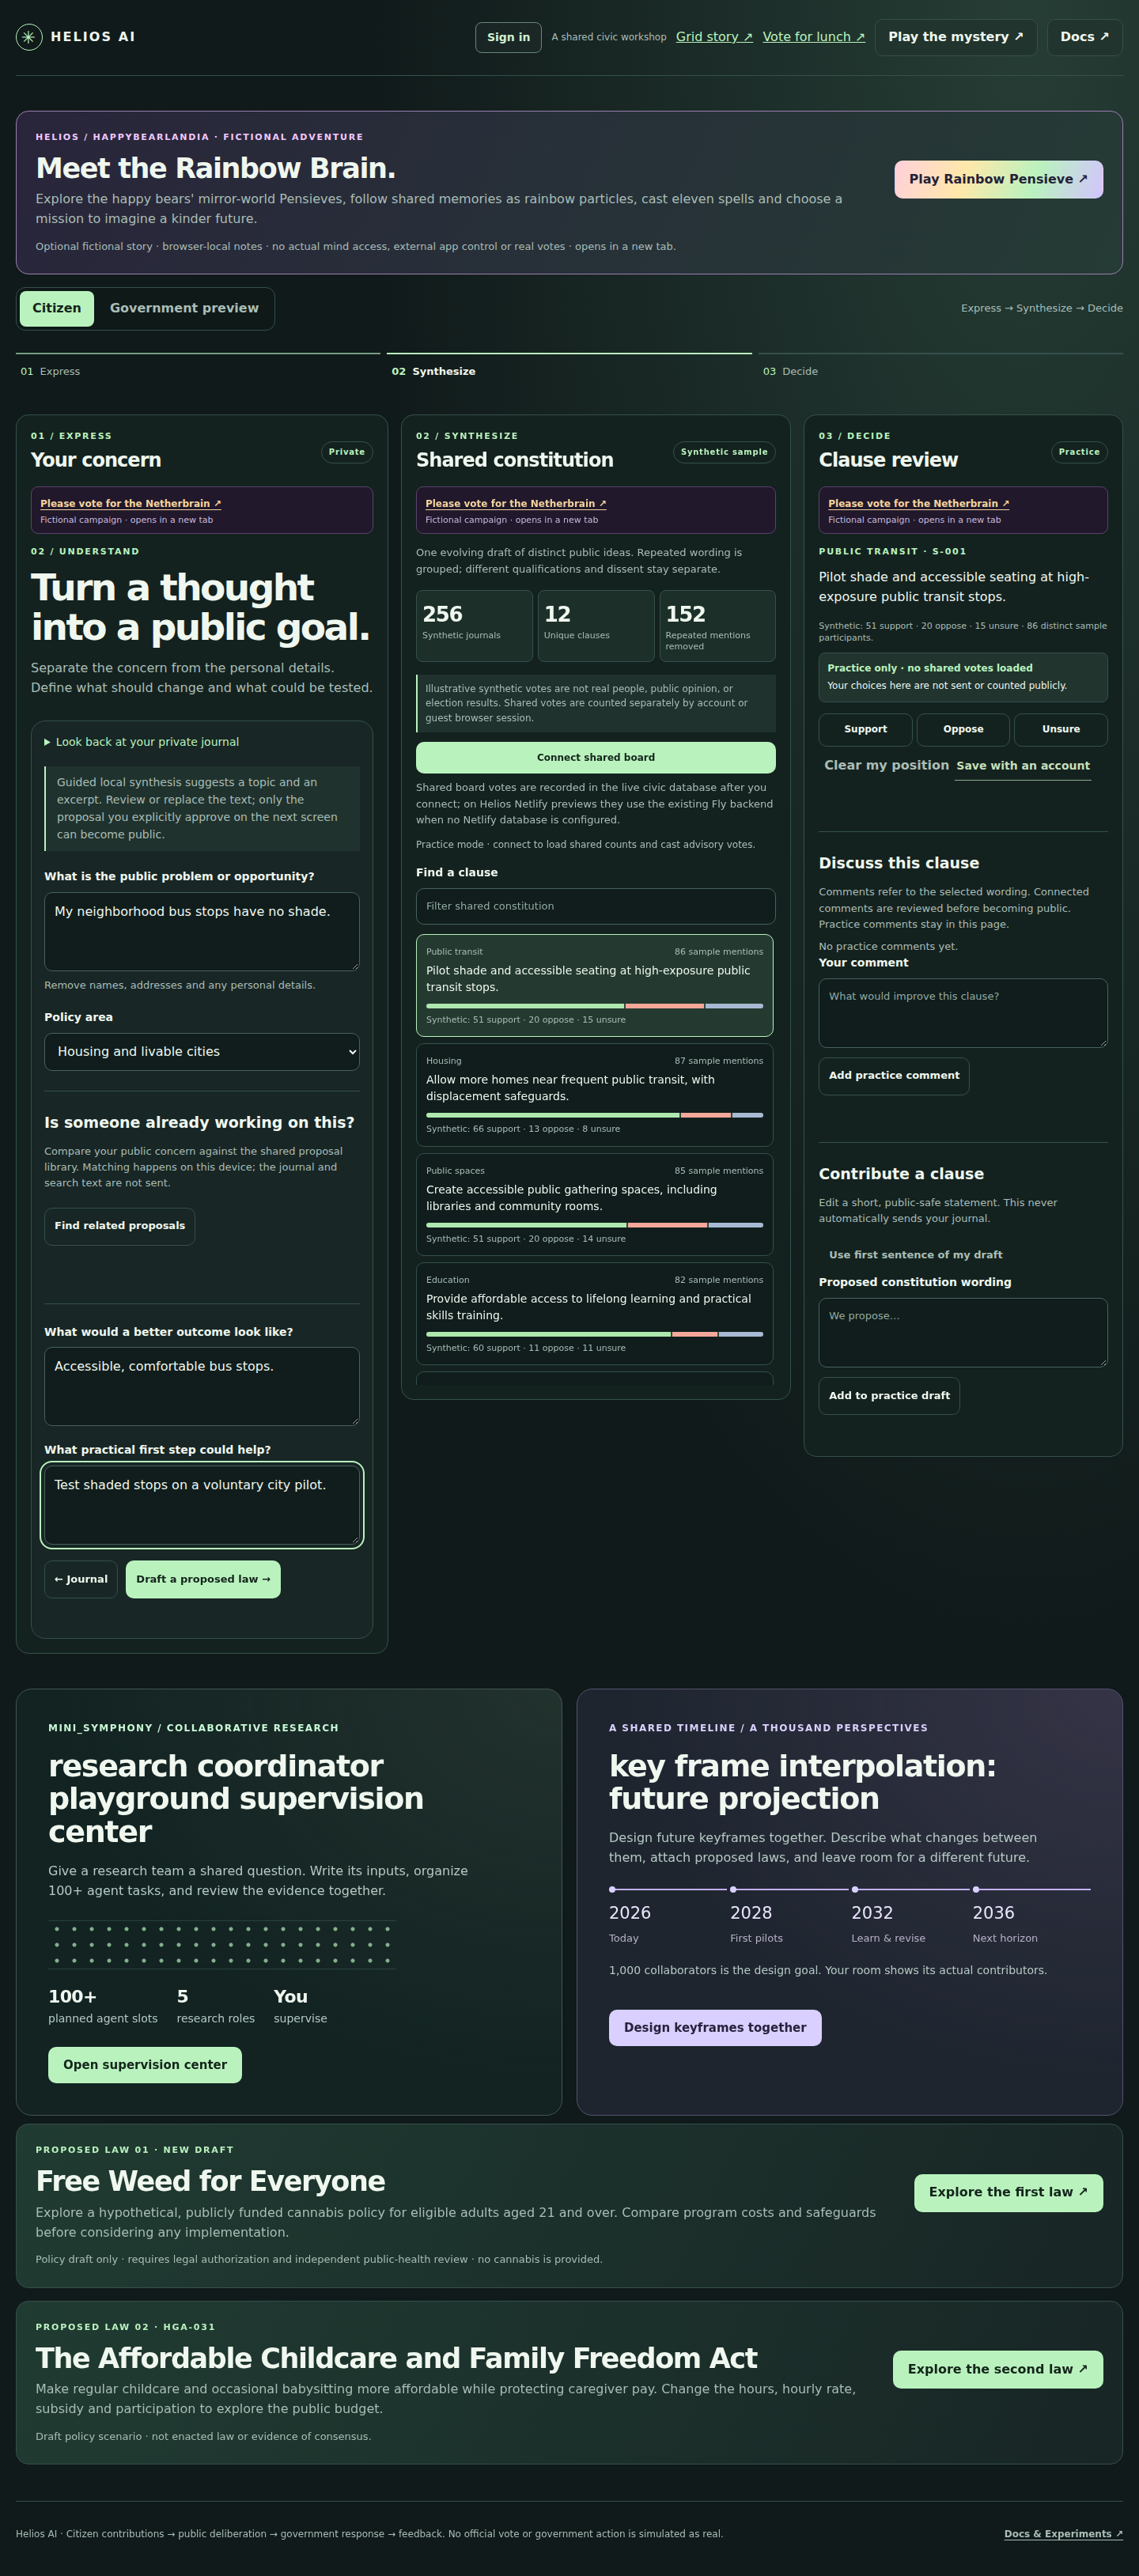 HELIOS AI
Sign in
A shared civic workshop
Grid story ↗
Vote for lunch ↗
Play the mystery ↗
Docs ↗
HELIOS / HAPPYBEARLANDIA · FICTIONAL ADVENTURE
Meet the Rainbow Brain.
Explore the happy bears' mirror-world Pensieves, follow shared memories as rainbow particles, cast eleven spells and choose a
mission to imagine a kinder future.
Optional fictional story · browser-local notes · no actual mind access, external app control or real votes · opens in a new tab.
Play Rainbow Pensieve ↗
Citizen
Government preview
Express → Synthesize → Decide
01 Express
02 Synthesize
03 Decide
01 / EXPRESS
Your concern
Private
Please vote for the Netherbrain ↗
Fictional campaign · opens in a new tab
02 / UNDERSTAND
Turn a thought
into a public goal.
Separate the concern from the personal details.
Define what should change and what could be tested.
▶ Look back at your private journal
Guided local synthesis suggests a topic and an
excerpt. Review or replace the text; only the
proposal you explicitly approve on the next screen
can become public.
What is the public problem or opportunity?
My neighborhood bus stops have no shade.
Remove names, addresses and any personal details.
Policy area
Housing and livable cities
Is someone already working on this?
Compare your public concern against the shared proposal
library. Matching happens on this device; the journal and
search text are not sent.
Find related proposals
What would a better outcome look like?
Accessible, comfortable bus stops.
What practical first step could help?
Test shaded stops on a voluntary city pilot.
← Journal
Draft a proposed law →
02 / SYNTHESIZE
Shared constitution
Synthetic sample
Please vote for the Netherbrain ↗
Fictional campaign · opens in a new tab
One evolving draft of distinct public ideas. Repeated wording is
grouped; different qualifications and dissent stay separate.
256
Synthetic journals
12
Unique clauses
152
Repeated mentions
removed
Illustrative synthetic votes are not real people, public opinion, or
election results. Shared votes are counted separately by account or
guest browser session.
Connect shared board
Shared board votes are recorded in the live civic database after you
connect; on Helios Netlify previews they use the existing Fly backend
when no Netlify database is configured.
Practice mode · connect to load shared counts and cast advisory votes.
Find a clause
Filter shared constitution
Public transit
86 sample mentions
Pilot shade and accessible seating at high-exposure public
transit stops.
Synthetic: 51 support · 20 oppose · 15 unsure
Housing
87 sample mentions
Allow more homes near frequent public transit, with
displacement safeguards.
Synthetic: 66 support · 13 oppose · 8 unsure
Public spaces
85 sample mentions
Create accessible public gathering spaces, including
libraries and community rooms.
Synthetic: 51 support · 20 oppose · 14 unsure
Education
82 sample mentions
Provide affordable access to lifelong learning and practical
skills training.
Synthetic: 60 support · 11 oppose · 11 unsure
03 / DECIDE
Clause review
Practice
Please vote for the Netherbrain ↗
Fictional campaign · opens in a new tab
PUBLIC TRANSIT · S-001
Pilot shade and accessible seating at high-
exposure public transit stops.
Synthetic: 51 support · 20 oppose · 15 unsure · 86 distinct sample
participants.
Practice only · no shared votes loaded
Your choices here are not sent or counted publicly.
Support
Oppose
Unsure
Clear my position
Save with an account
Discuss this clause
Comments refer to the selected wording. Connected
comments are reviewed before becoming public.
Practice comments stay in this page.
No practice comments yet.
Your comment
What would improve this clause?
Add practice comment
Contribute a clause
Edit a short, public-safe statement. This never
automatically sends your journal.
Use first sentence of my draft
Proposed constitution wording
We propose...
Add to practice draft
MINI_SYMPHONY / COLLABORATIVE RESEARCH
research coordinator
playground supervision
center
Give a research team a shared question. Write its inputs, organize
100+ agent tasks, and review the evidence together.
100+
planned agent slots
5
research roles
You
supervise
Open supervision center
A SHARED TIMELINE / A THOUSAND PERSPECTIVES
key frame interpolation:
future projection
Design future keyframes together. Describe what changes between
them, attach proposed laws, and leave room for a different future.
2026
Today
2028
First pilots
2032
Learn & revise
2036
Next horizon
1,000 collaborators is the design goal. Your room shows its actual contributors.
Design keyframes together
PROPOSED LAW 01 · NEW DRAFT
Free Weed for Everyone
Explore a hypothetical, publicly funded cannabis policy for eligible adults aged 21 and over. Compare program costs and safeguards
before considering any implementation.
Policy draft only · requires legal authorization and independent public-health review · no cannabis is provided.
Explore the first law ↗
PROPOSED LAW 02 · HGA-031
The Affordable Childcare and Family Freedom Act
Make regular childcare and occasional babysitting more affordable while protecting caregiver pay. Change the hours, hourly rate,
subsidy and participation to explore the public budget.
Draft policy scenario · not enacted law or evidence of consensus.
Explore the second law ↗
Helios AI · Citizen contributions → public deliberation → government response → feedback. No official vote or government action is simulated as real.
Docs & Experiments ↗